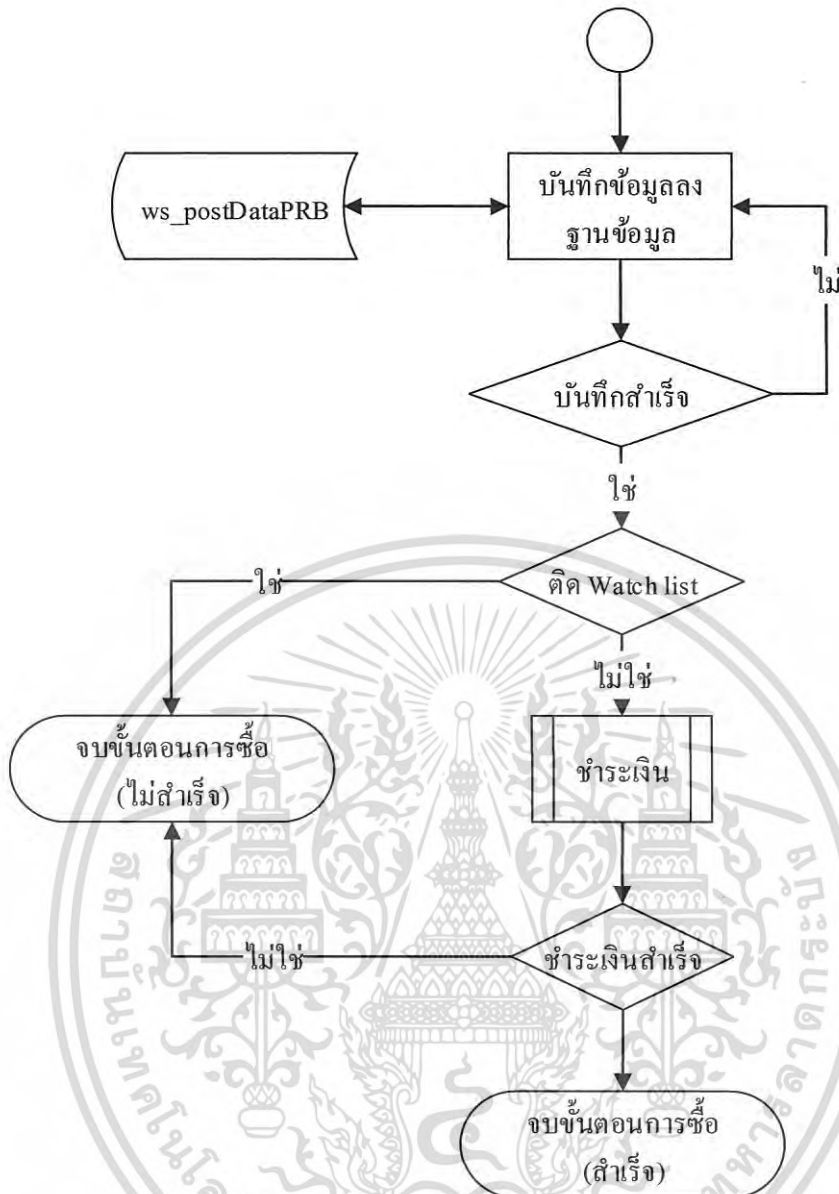 ws_postDataPRB
บันทึกข้อมูลลง
ฐานข้อมูล
ไม่
บันทึกสำเร็จ
ใช่
ใช่
ติด Watch list
ไม่ใช่
จบขั้นตอนการซื้อ
(ไม่สำเร็จ)
ชำระเงิน
ไม่ใช่
ชำระเงินสำเร็จ
จบขั้นตอนการซื้อ
(สำเร็จ)